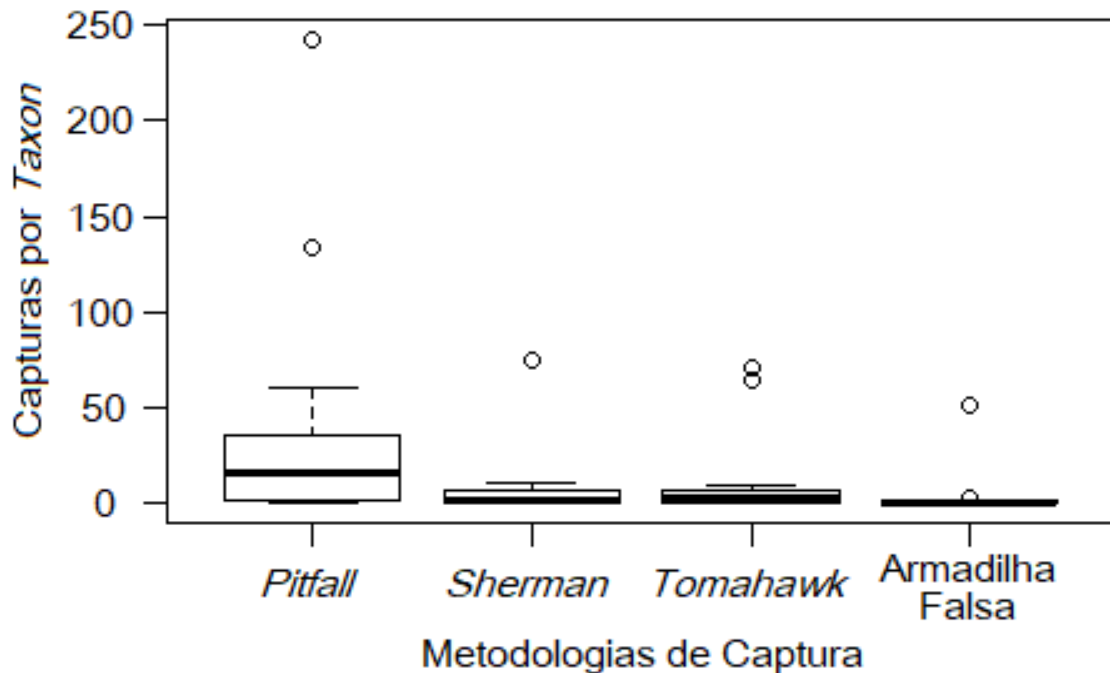 Capturas por Taxon
250
200
150
100
50
0
Pitfall
Sherman
Tomahawk
Armadilha
Falsa
Metodologias de Captura